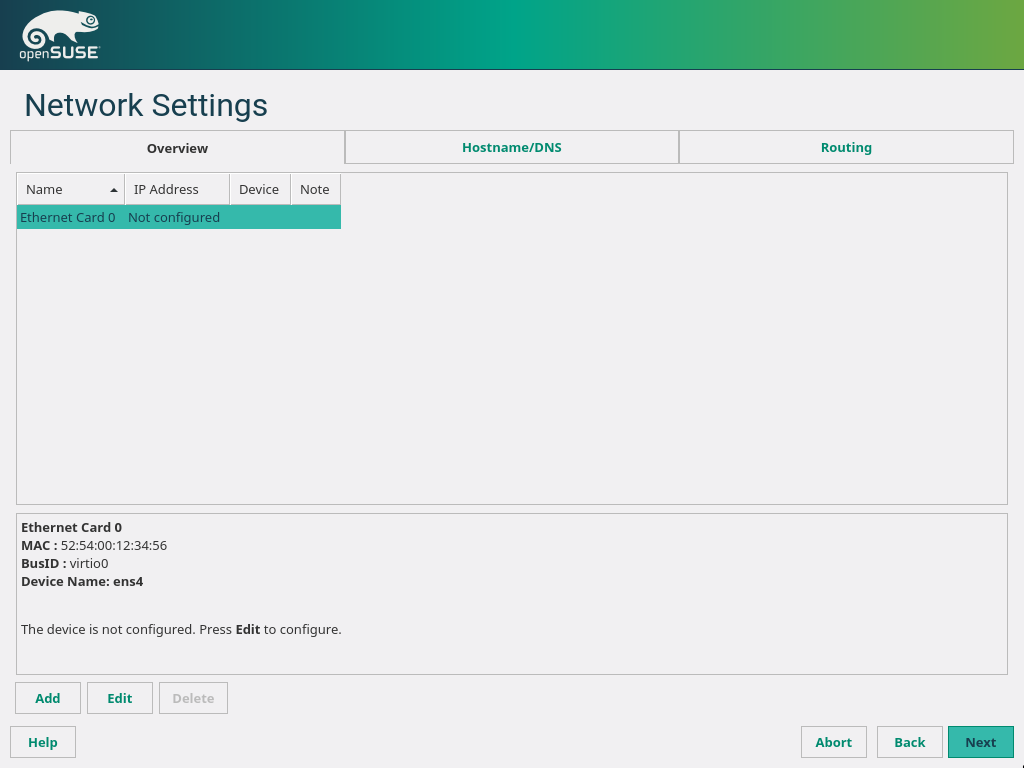 openSUSE
Network Settings
Overview Hostname/DNS Routing
Name IP Address Device Note
Ethernet Card 0 Not configured
Ethernet Card 0
MAC : 52:54:00:12:34:56
BusID : virtio0
Device Name: ens4
The device is not configured. Press Edit to configure.
Add Edit Delete
Help Abort Back Next